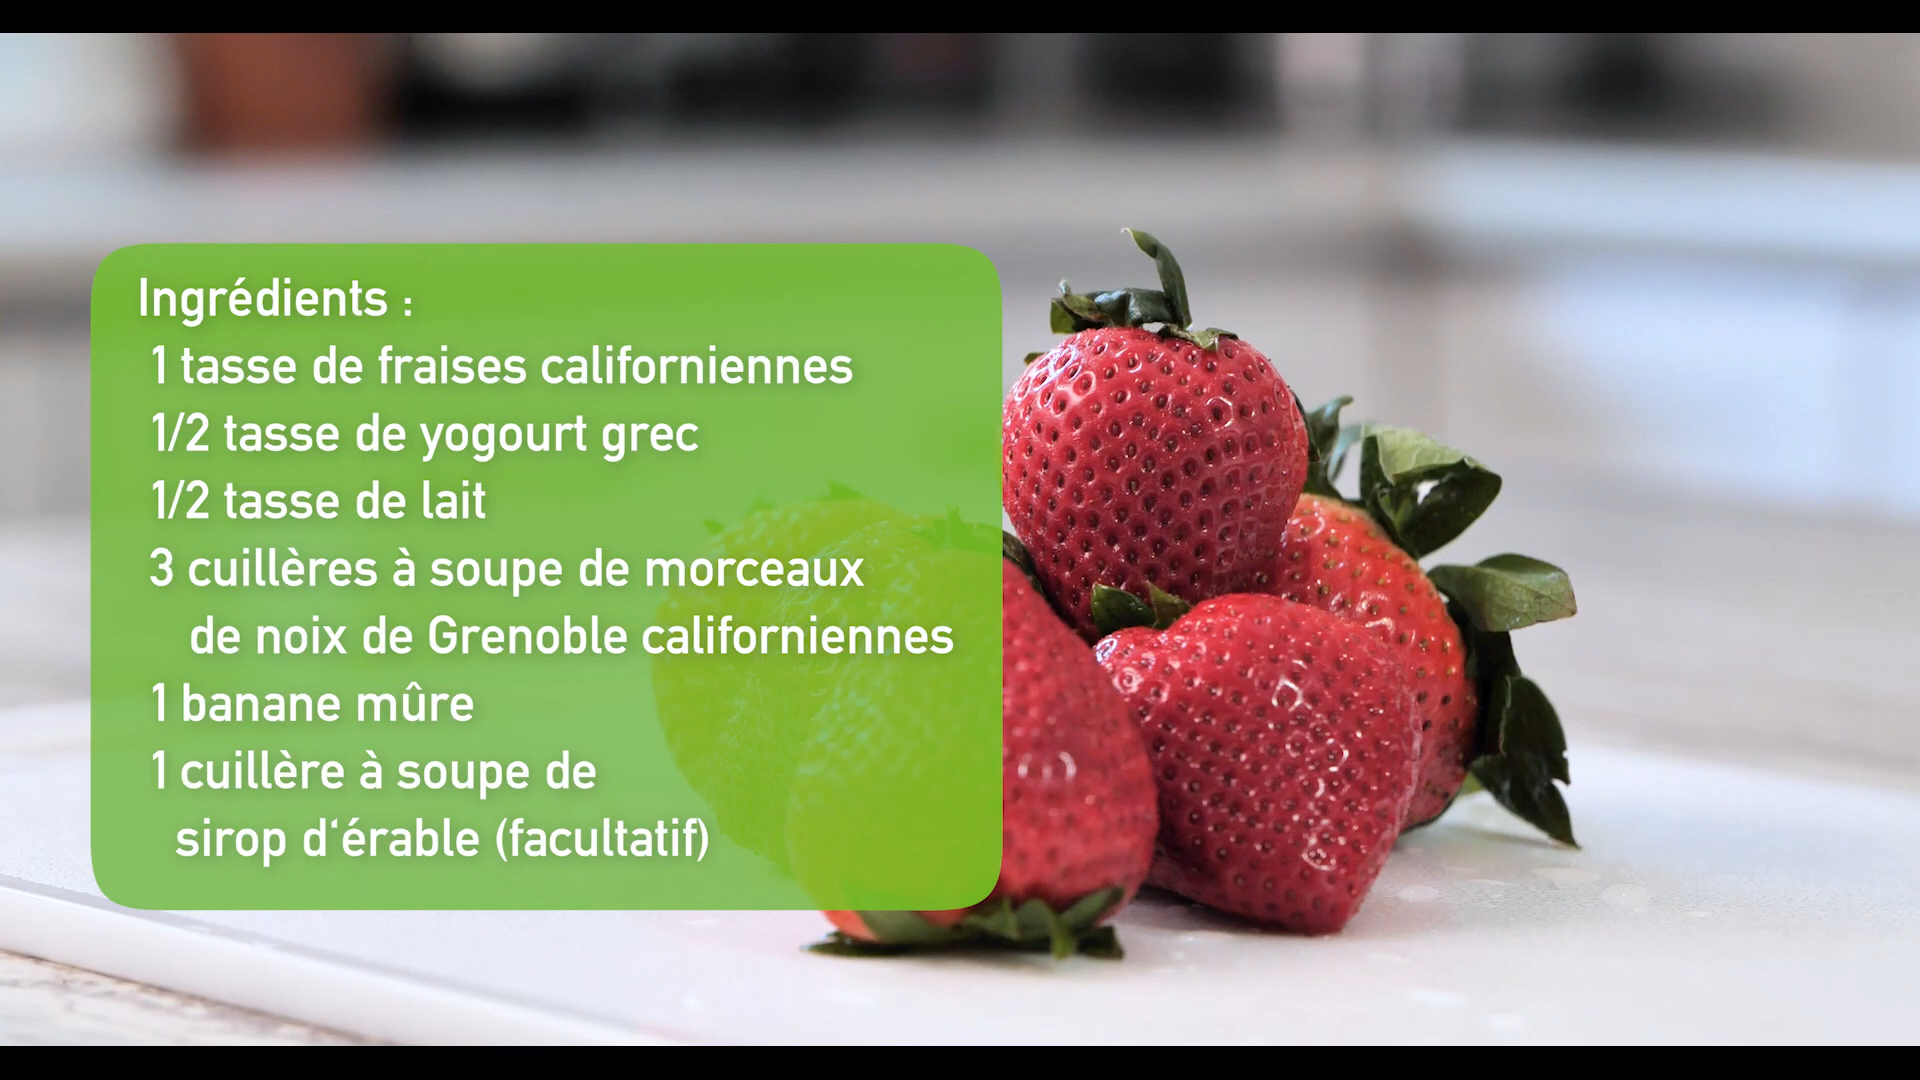 Ingrédients :
1 tasse de fraises californiennes
1/2 tasse de yogourt grec
1/2 tasse de lait
3 cuillères à soupe de morceaux
de noix de Grenoble californiennes
1 banane mûre
1 cuillère à soupe de
sirop d‘érable (facultatif)